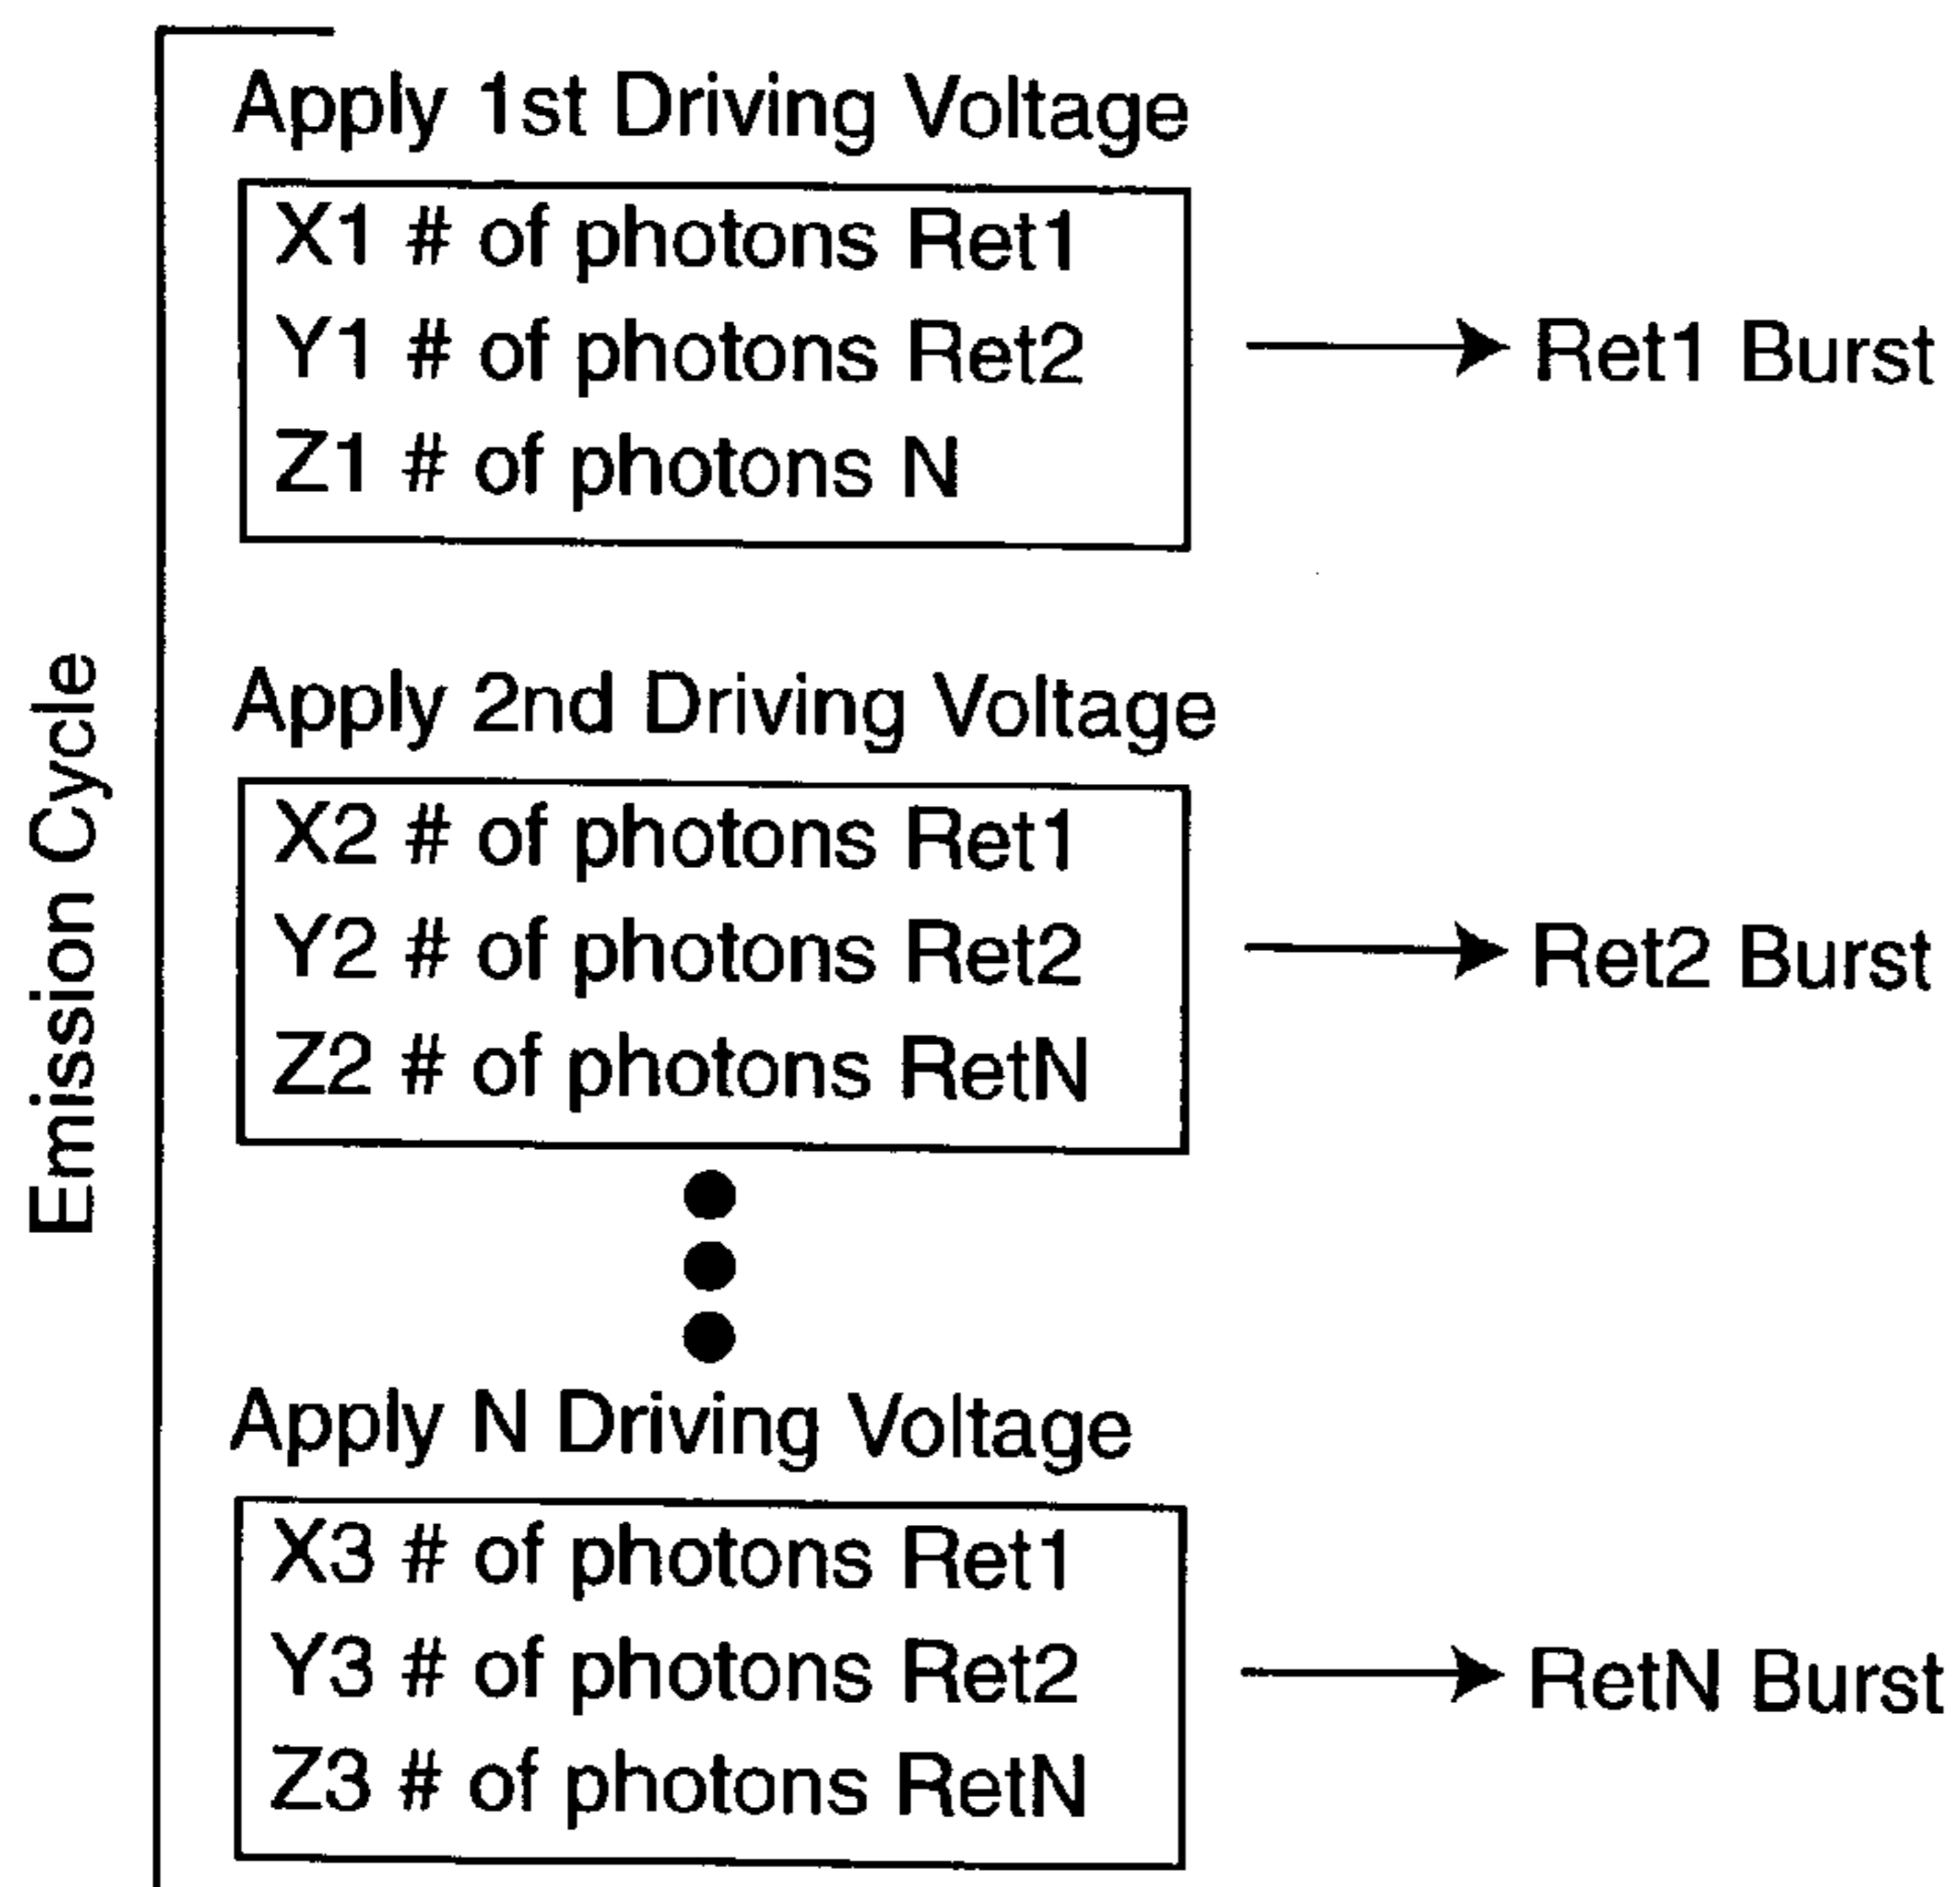 Emission Cycle
Apply 1st Driving Voltage
X1 # of photons Ret1
Y1 # of photons Ret2
Z1 # of photons N
Ret1 Burst
Apply 2nd Driving Voltage
X2 # of photons Ret1
Y2 # of photons Ret2
Z2 # of photons RetN
Ret2 Burst
Apply N Driving Voltage
X3 # of photons Ret1
Y3 # of photons Ret2
Z3 # of photons RetN
RetN Burst